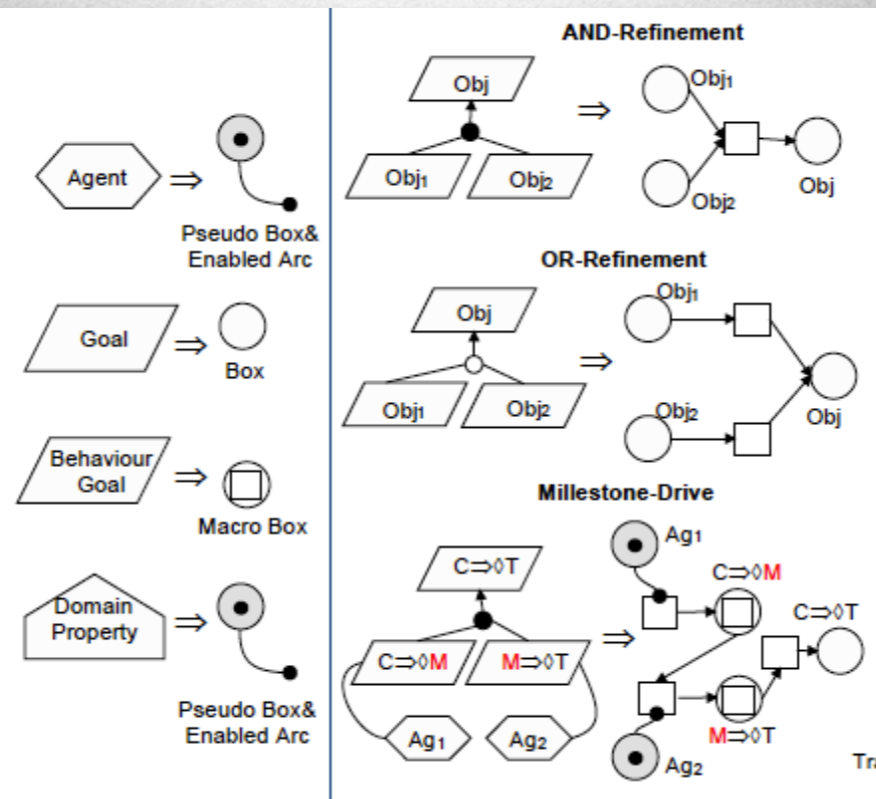 Agent
⇒
Pseudo Box&
Enabled Arc
Goal
⇒
Box
Behaviour
Goal
⇒
Macro Box
Domain
Property
⇒
Pseudo Box&
Enabled Arc
AND-Refinement
Obj
Obj1
Obj2
⇒
Obj1
Obj2
Obj
OR-Refinement
Obj
Obj1
Obj2
⇒
Obj1
Obj2
Obj
Millestone-Drive
C⇒◊T
C⇒◊M
M⇒◊T
Ag1
Ag2
⇒
Ag1
C⇒◊M
C⇒◊T
M⇒◊T
Ag2
Tra